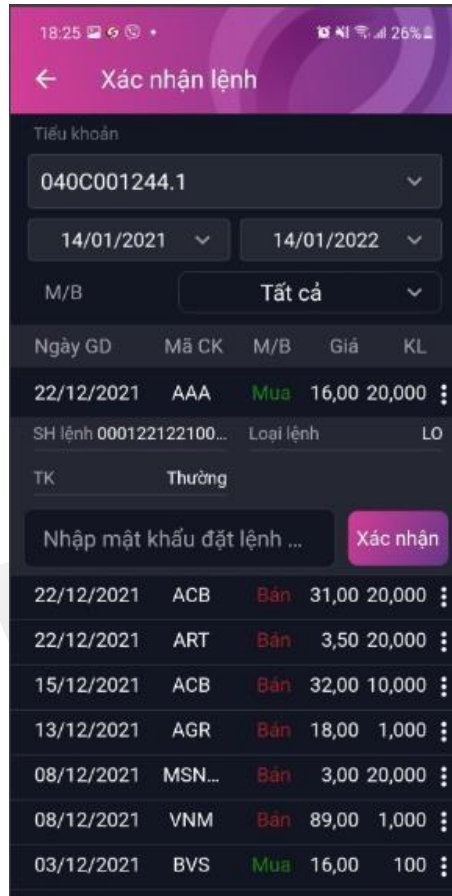 18:25 26%
Xác nhận lệnh
Tiểu khoản
040C001244.1
14/01/2021 14/01/2022
M/B Tất cả
Ngày GD Mã CK M/B Giá KL
22/12/2021 AAA Mua 16,00 20,000
SH lệnh 000122122100... Loại lệnh LO
TK Thường
Nhập mật khẩu đặt lệnh ... Xác nhận
22/12/2021 ACB Bán 31,00 20,000
22/12/2021 ART Bán 3,50 20,000
15/12/2021 ACB Bán 32,00 10,000
13/12/2021 AGR Bán 18,00 1,000
08/12/2021 MSN... Bán 3,00 20,000
08/12/2021 VNM Bán 89,00 1,000
03/12/2021 BVS Mua 16,00 100